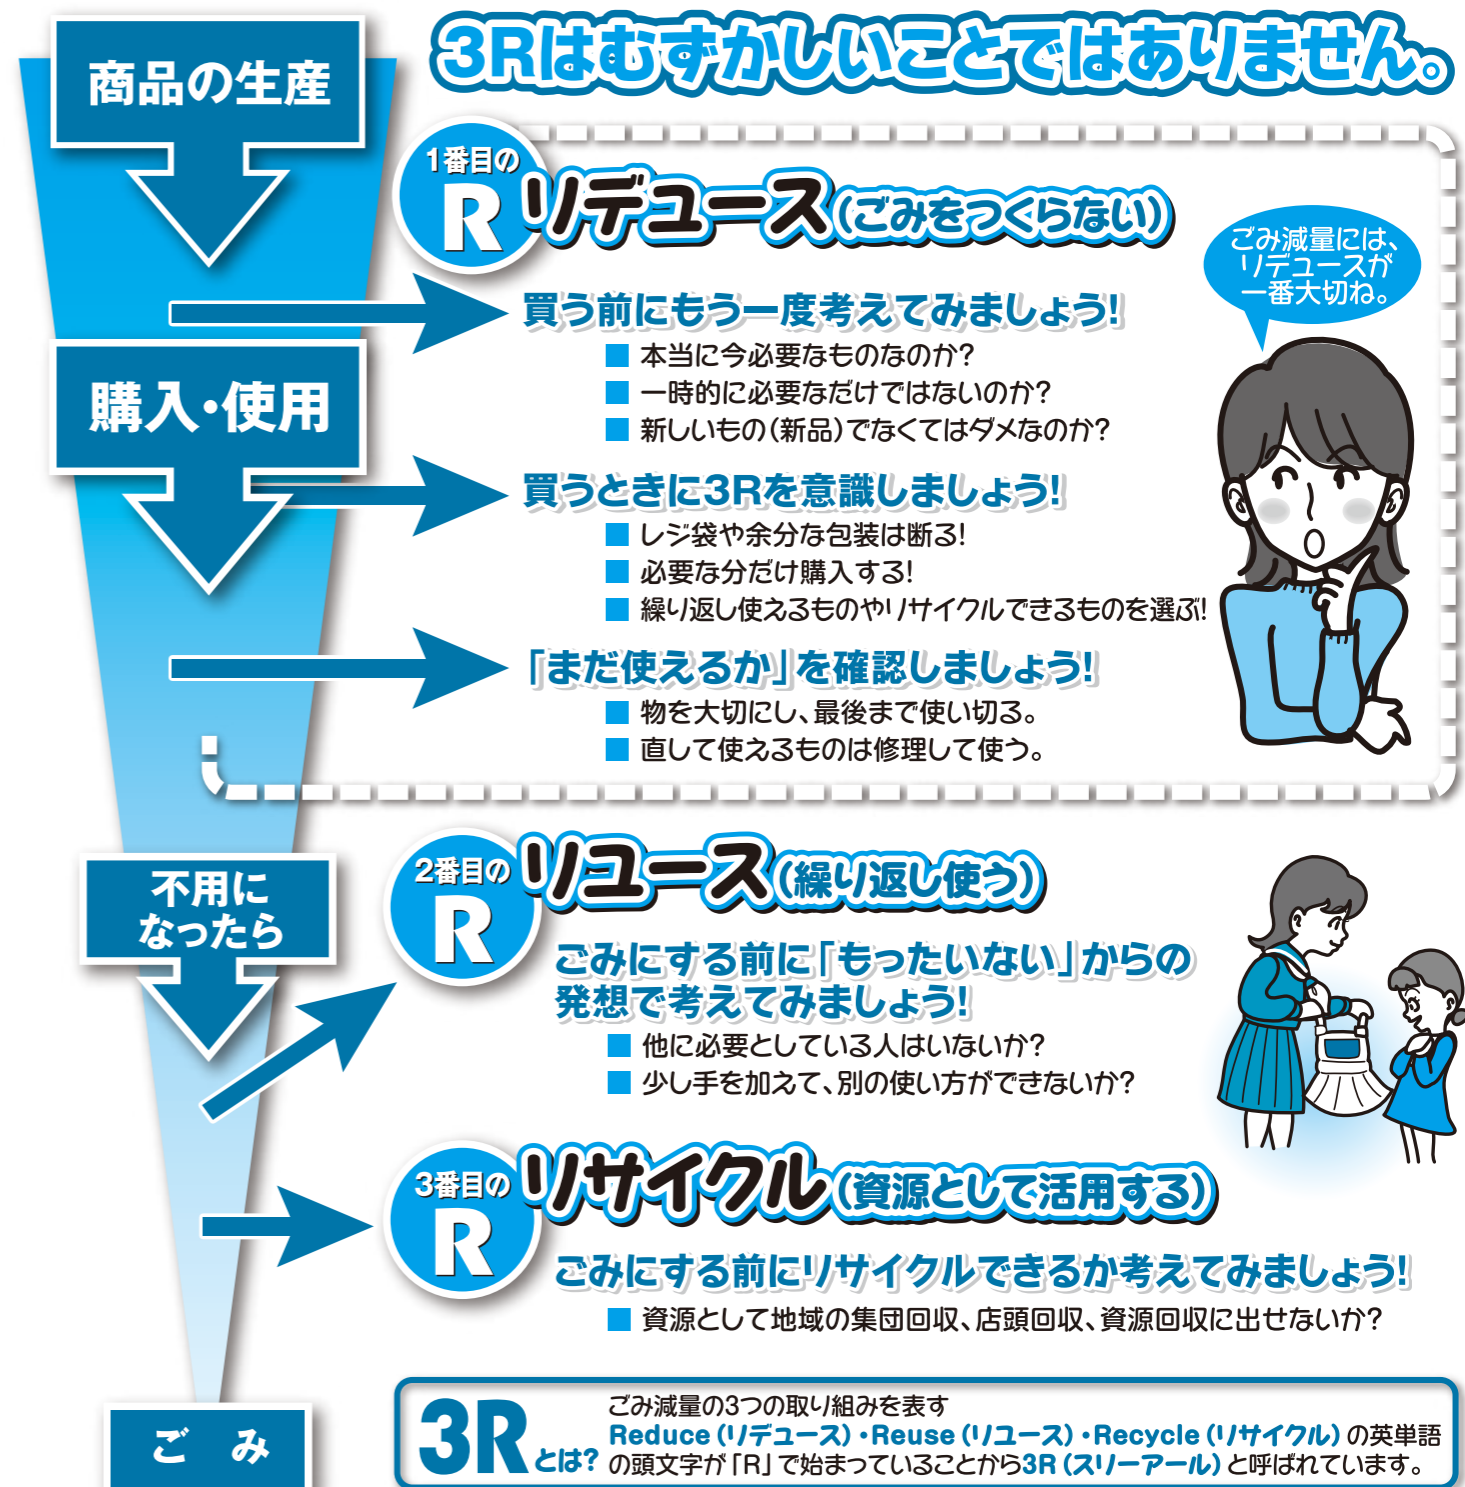 3Rはむずかしいことではありません。
商品の生産
1番目の
R
リデュース(ごみをつくらない)
ごみ減量には、
リデュースが
一番大切ね。
買う前にもう一度考えてみましょう!
■ 本当に今必要なものなのか?
■ 一時的に必要なだけではないのか?
■ 新しいもの(新品)でなくてはダメなのか?
購入・使用
買うときに3Rを意識しましょう!
■ レジ袋や余分な包装は断る!
■ 必要な分だけ購入する!
■ 繰り返し使えるものやリサイクルできるものを選ぶ!
「まだ使えるか」を確認しましょう!
■ 物を大切にし、最後まで使い切る。
■ 直して使えるものは修理して使う。
不用に
なったら
2番目の
R
リユース(繰り返し使う)
ごみにする前に「もったいない」からの
発想で考えてみましょう!
■ 他に必要としている人はいないか?
■ 少し手を加えて、別の使い方ができないか?
3番目の
R
リサイクル(資源として活用する)
ごみにする前にリサイクルできるか考えてみましょう!
■ 資源として地域の集団回収、店頭回収、資源回収に出せないか?
ごみ
3Rとは?
ごみ減量の3つの取り組みを表す
Reduce(リデュース)・Reuse(リユース)・Recycle(リサイクル)の英単語
の頭文字が「R」で始まっていることから3R(スリーアール)と呼ばれています。